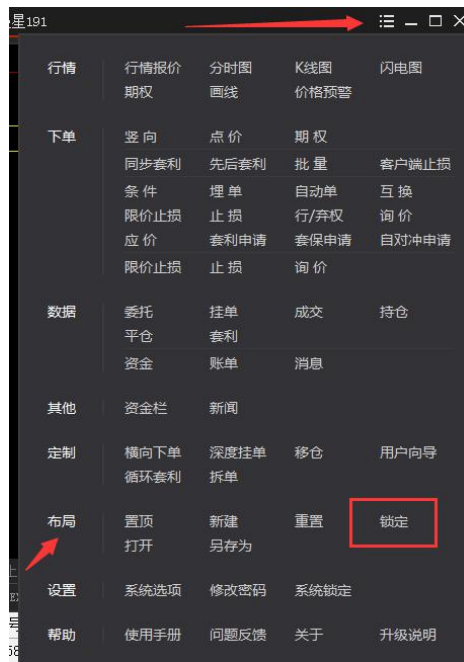 星191
行情 行情报价 分时图 K线图 闪电图
期权 画线 价格预警
下单 竖向 点价 期权
同步套利 先后套利 批量 客户端止损
条件 埋单 自动单 互换
限价止损 止损 行/弃权 询价
应价 套利申请 套保申请 自对冲申请
限价止损 止损 询价
数据 委托 挂单 成交 持仓
平仓 套利
资金 账单 消息
其他 资金栏 新闻
定制 横向下单 深度挂单 移仓 用户向导
循环套利 拆单
布局 置顶 新建 重置 锁定
打开 另存为
设置 系统选项 修改密码 系统锁定
帮助 使用手册 问题反馈 关于 升级说明